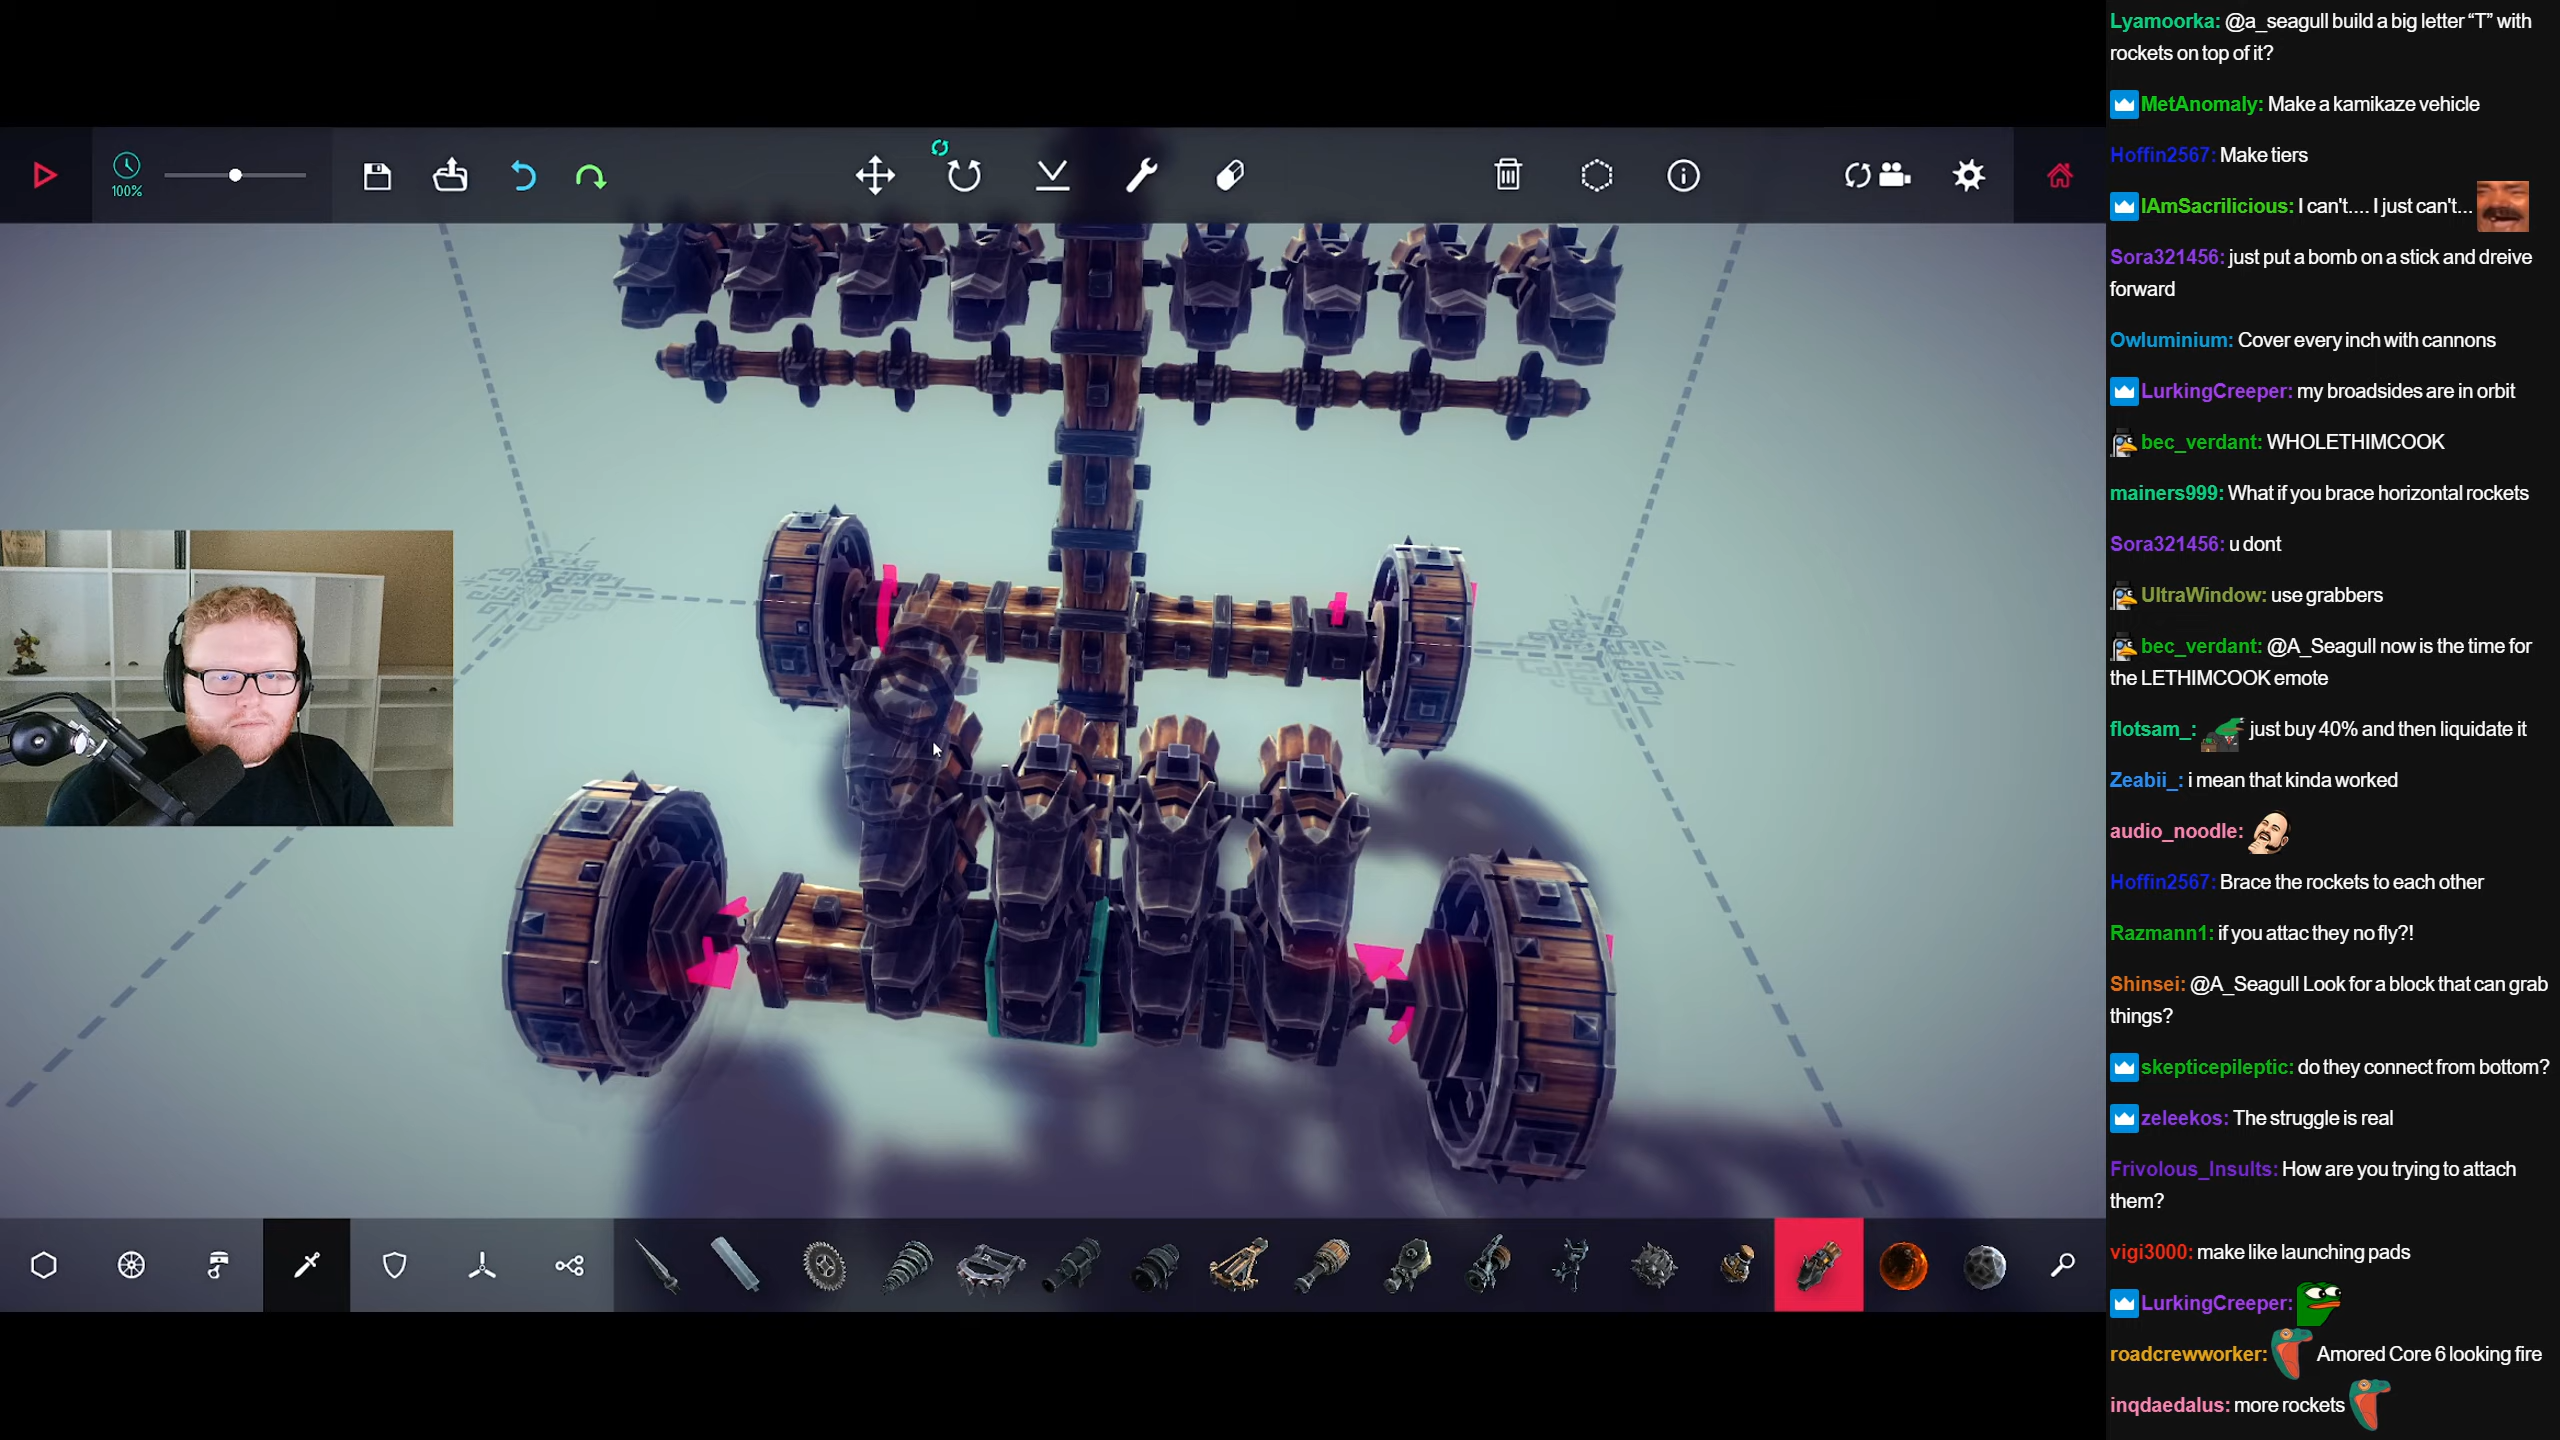 100%
Lyamoorka: @a_seagull build a big letter “T” with
rockets on top of it?
MetAnomaly: Make a kamikaze vehicle
Hoffin2567: Make tiers
IAmSacrilicious: I can't.... I just can't...
Sora321456: just put a bomb on a stick and dreive
forward
Owluminium: Cover every inch with cannons
LurkingCreeper: my broadsides are in orbit
bec_verdant: WHOLETHIMCOOK
mainers999: What if you brace horizontal rockets
Sora321456: u dont
UltraWindow: use grabbers
bec_verdant: @A_Seagull now is the time for
the LETHIMCOOK emote
flotsam_: just buy 40% and then liquidate it
Zeabii_: i mean that kinda worked
audio_noodle:
Hoffin2567: Brace the rockets to each other
Razmann1: if you attac they no fly?!
Shinsei: @A_Seagull Look for a block that can grab
things?
skepticepileptic: do they connect from bottom?
zeleekos: The struggle is real
Frivolous_Insults: How are you trying to attach
them?
vigi3000: make like launching pads
LurkingCreeper:
roadcrewworker: Amored Core 6 looking fire
inqdaedalus: more rockets